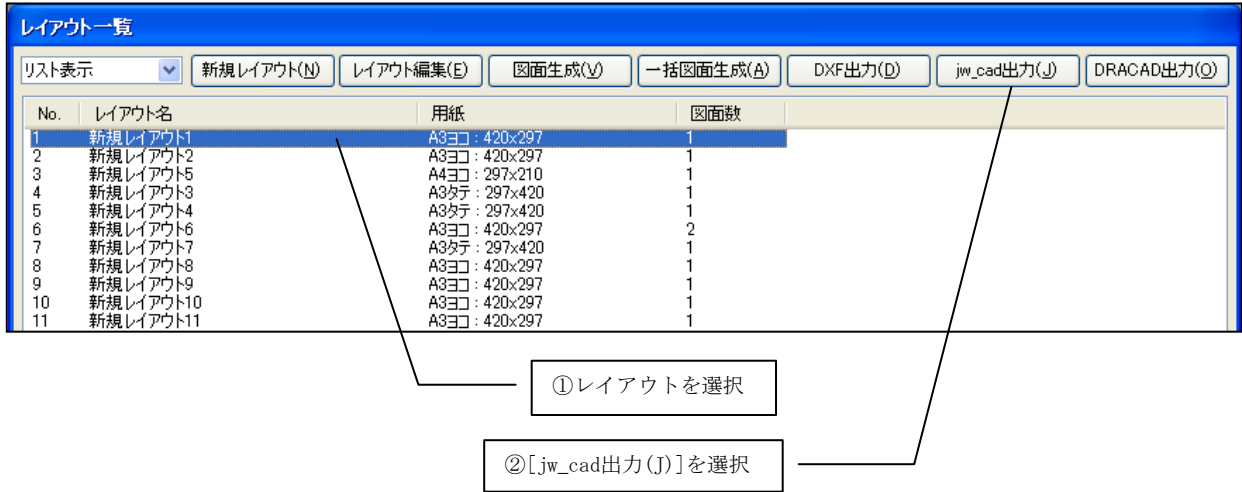 レイアウト一覧
リスト表示 新規レイアウト(N) レイアウト編集(E) 図面生成(V) 一括図面生成(A) DXF出力(D) jw_cad出力(J) DRACAD出力(O)
No. レイアウト名 用紙 図面数
1 新規レイアウト1 A3ヨコ : 420x297 1
2 新規レイアウト2 A3ヨコ : 420x297 1
3 新規レイアウト5 A4ヨコ : 297x210 1
4 新規レイアウト3 A3タテ : 297x420 1
5 新規レイアウト4 A3タテ : 297x420 1
6 新規レイアウト6 A3ヨコ : 420x297 2
7 新規レイアウト7 A3タテ : 297x420 1
8 新規レイアウト8 A3ヨコ : 420x297 1
9 新規レイアウト9 A3ヨコ : 420x297 1
10 新規レイアウト10 A3ヨコ : 420x297 1
11 新規レイアウト11 A3ヨコ : 420x297 1
①レイアウトを選択
②[jw_cad出力(J)]を選択